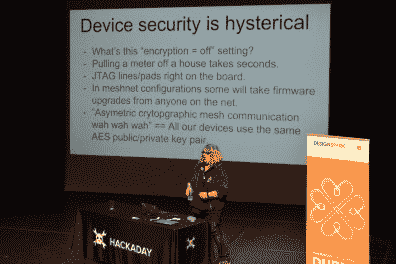 Device security is hysterical
- What's this "encryption = off" setting?
- Pulling a meter off a house takes seconds.
- JTAG lines/pads right on the board.
- In meshnet configurations some will take firmware
upgrades from anyone on the net.
- "Asymetric crytopgraphic mesh communication
wah wah wah" == All our devices use the same
AES public/private key pair.
DESIGN
HACKADAY